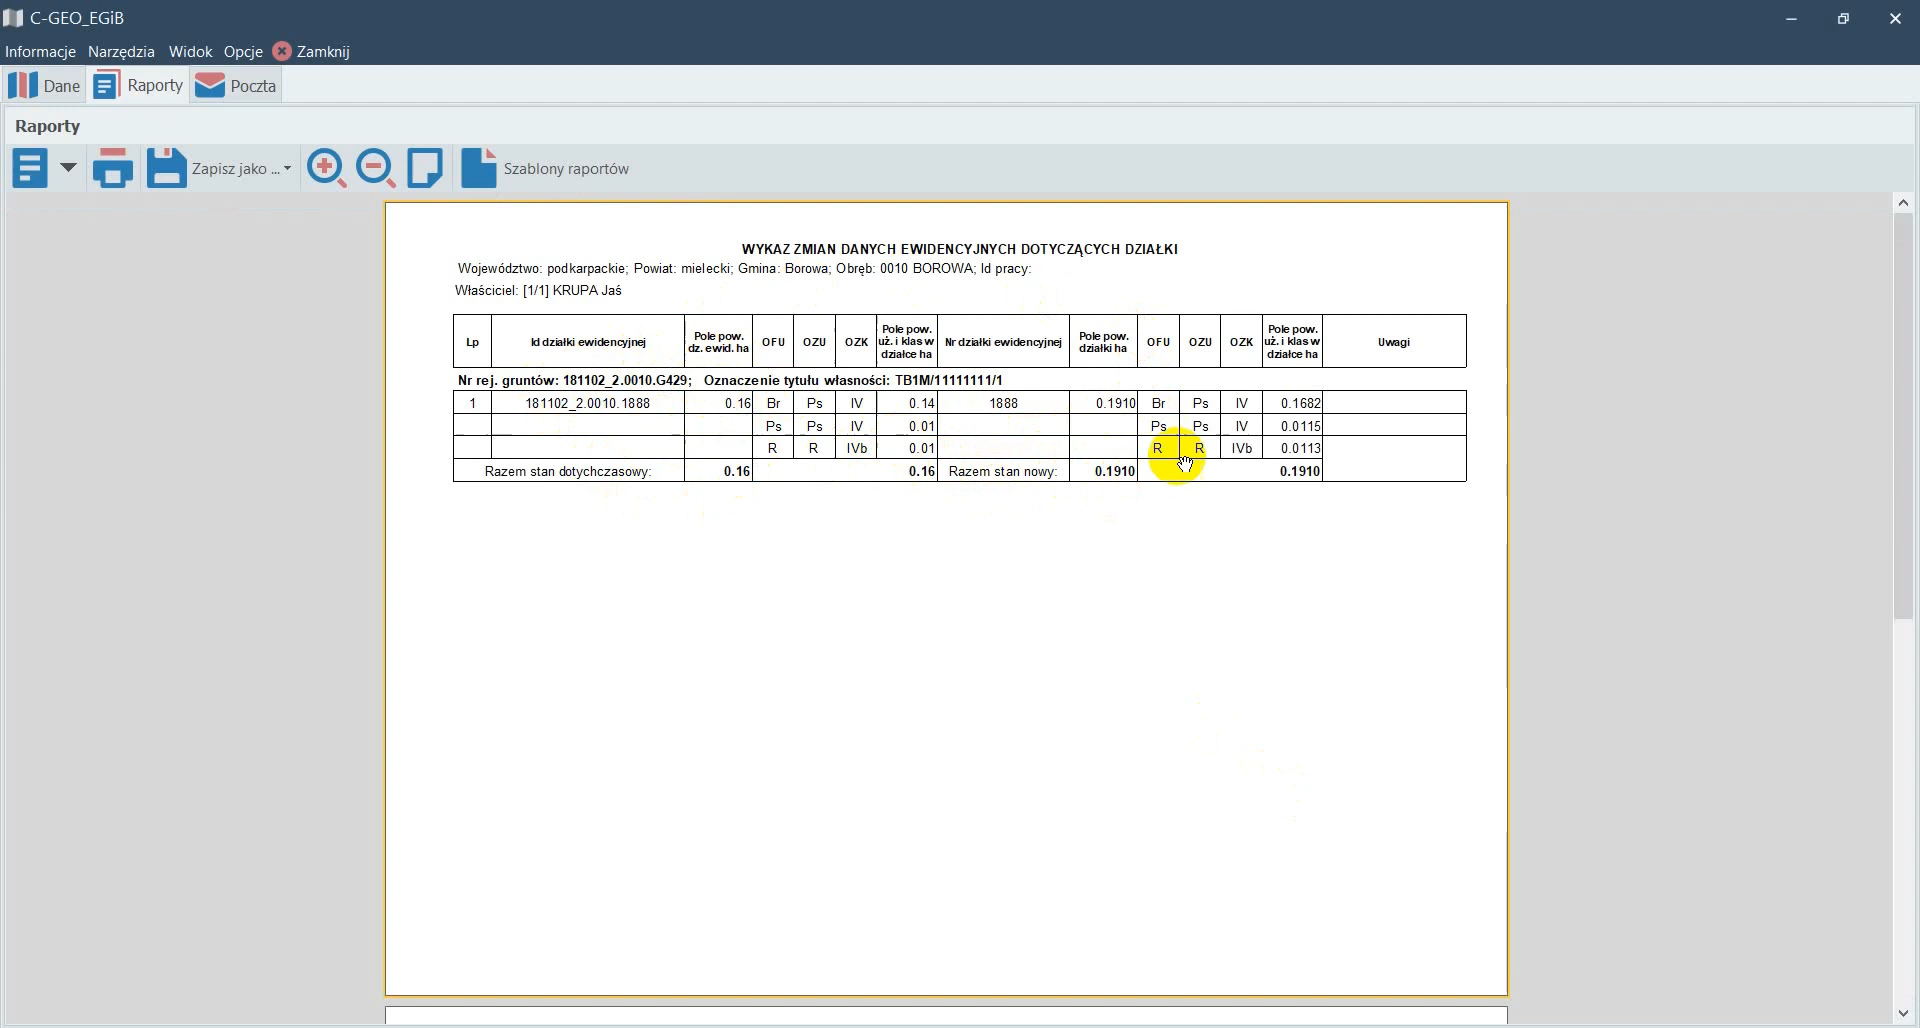 C-GEO_EGiB
Informacje Narzędzia Widok Opcje Zamknij
Dane Raporty Poczta
Raporty
Zapisz jako ... Szablony raportów
WYKAZ ZMIAN DANYCH EWIDENCYJNYCH DOTYCZĄCYCH DZIAŁKI
Województwo: podkarpackie; Powiat: mielecki; Gmina: Borowa; Obręb: 0010 BOROWA; Id pracy:
Właściciel: [1/1] KRUPA Jaś
Lp Id działki ewidencyjnej Pole pow. dz. ewid. ha OFU OZU OZK Pole pow. uż. i klas w działce ha Nr działki ewidencyjnej Pole pow. działki ha OFU OZU OZK Pole pow. uż. i klas w działce ha Uwagi
Nr rej. gruntów: 181102_2.0010.G429; Oznaczenie tytułu własności: TB1M/11111111/1
1 181102_2.0010.1888 0.16 Br Ps IV 0.14 1888 0.1910 Br Ps IV 0.1682
Ps Ps IV 0.01 Ps Ps IV 0.0115
R R IVb 0.01 R R IVb 0.0113
Razem stan dotychczasowy: 0.16 0.16 Razem stan nowy: 0.1910 0.1910